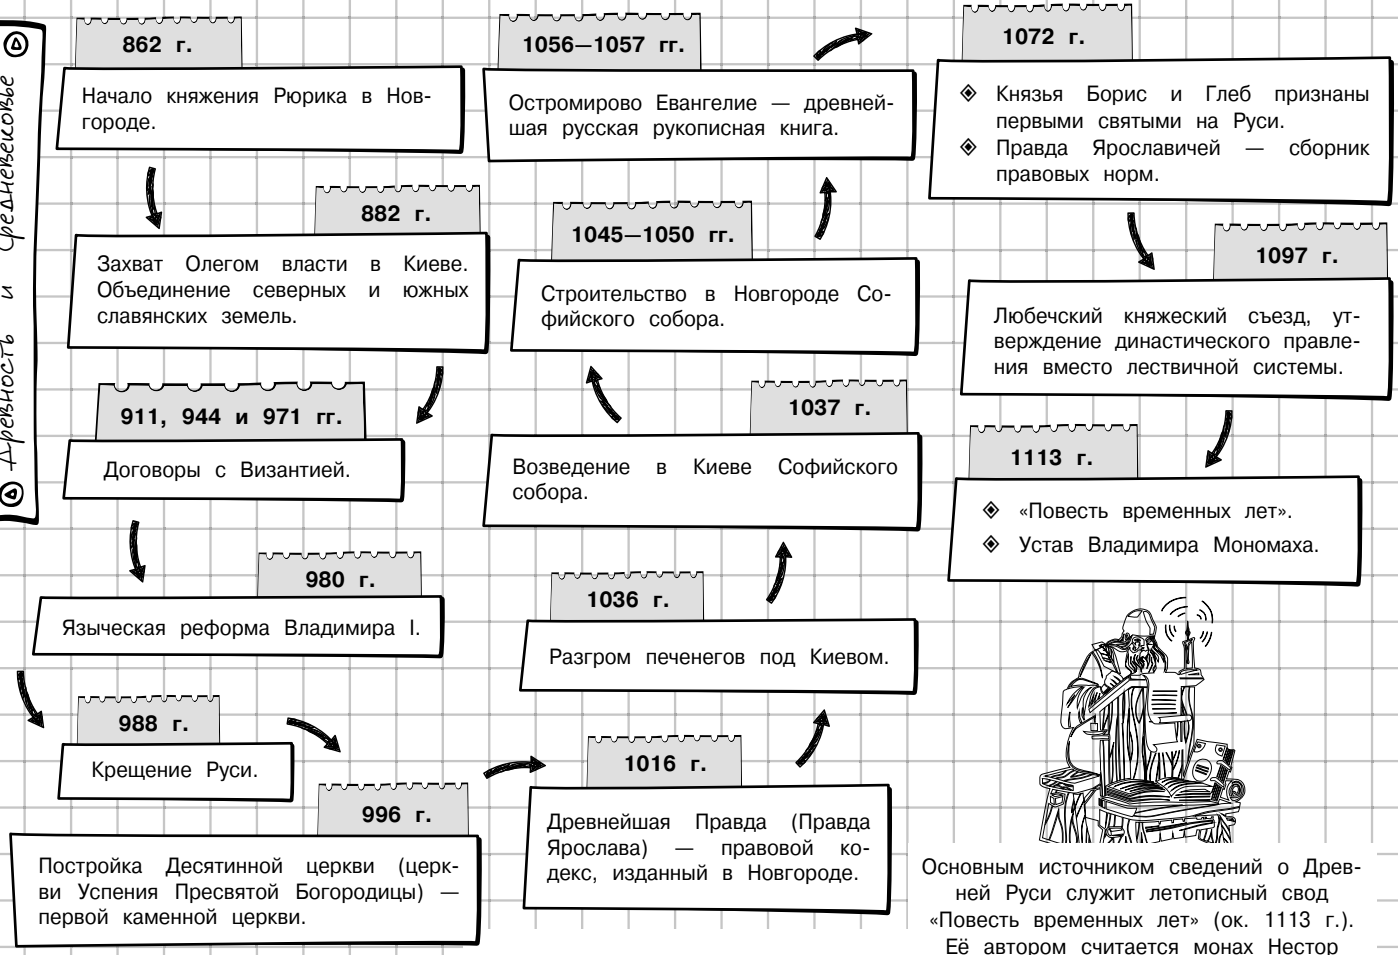 Древность и Средневековье
862 г.
Начало княжения Рюрика в Нов-
городе.
882 г.
Захват Олегом власти в Киеве.
Объединение северных и южных
славянских земель.
911, 944 и 971 гг.
Договоры с Византией.
980 г.
Языческая реформа Владимира I.
988 г.
Крещение Руси.
996 г.
Постройка Десятинной церкви (церк-
ви Успения Пресвятой Богородицы) —
первой каменной церкви.
1016 г.
Древнейшая Правда (Правда
Ярослава) — правовой ко-
декс, изданный в Новгороде.
1036 г.
Разгром печенегов под Киевом.
1037 г.
Возведение в Киеве Софийского
собора.
1045—1050 гг.
Строительство в Новгороде Со-
фийского собора.
1056—1057 гг.
Остромирово Евангелие — древней-
шая русская рукописная книга.
1072 г.
Князья Борис и Глеб признаны
первыми святыми на Руси.
Правда Ярославичей — сборник
правовых норм.
1097 г.
Любечский княжеский съезд, ут-
верждение династического правле-
ния вместо лествичной системы.
1113 г.
«Повесть временных лет».
Устав Владимира Мономаха.
Основным источником сведений о Древ-
ней Руси служит летописный свод
«Повесть временных лет» (ок. 1113 г.).
Её автором считается монах Нестор